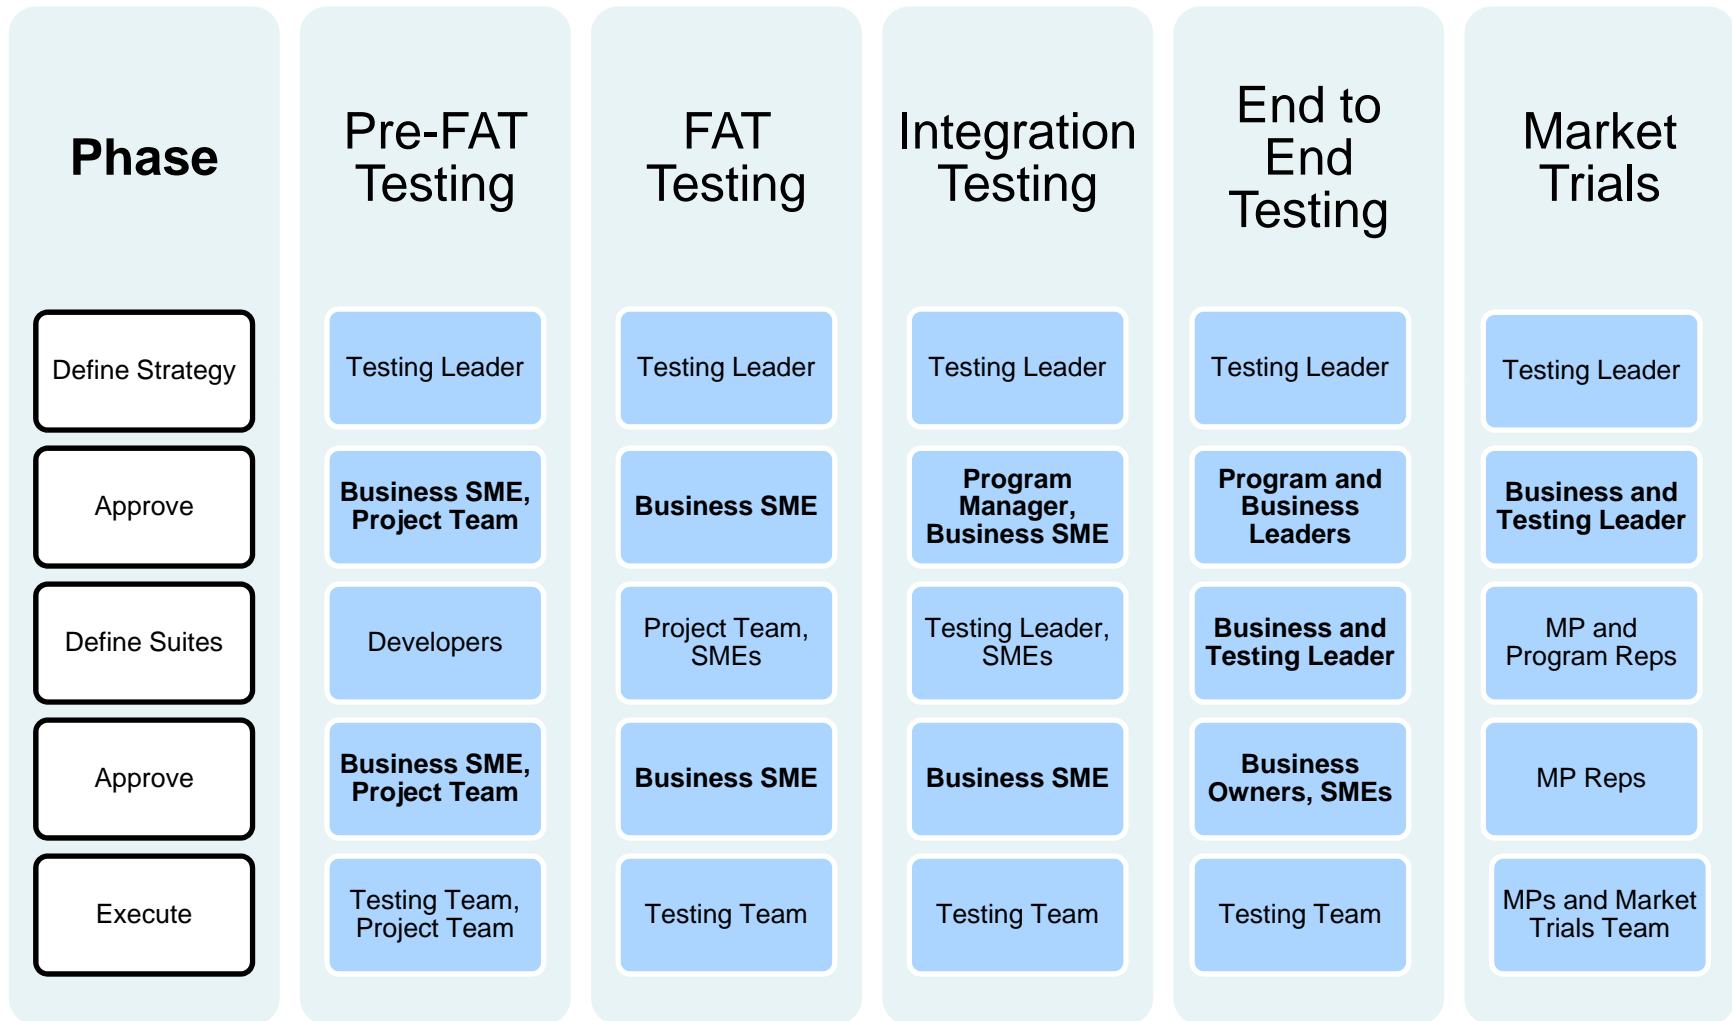 Phase
Pre-FAT
Testing
FAT
Testing
Integration
Testing
End to
End
Testing
Market
Trials
Define Strategy
Testing Leader
Testing Leader
Testing Leader
Testing Leader
Testing Leader
Approve
Business SME,
Project Team
Business SME
Program
Manager,
Business SME
Program and
Business
Leaders
Business and
Testing Leader
Define Suites
Developers
Project Team,
SMEs
Testing Leader,
SMEs
Business and
Testing Leader
MP and
Program Reps
Approve
Business SME,
Project Team
Business SME
Business SME
Business
Owners, SMEs
MP Reps
Execute
Testing Team,
Project Team
Testing Team
Testing Team
Testing Team
MPs and Market
Trials Team